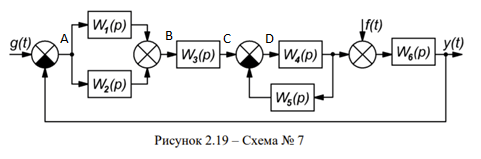 f(t)
g(t) A W₁(p) B C D y(t)
W₃(p) W₄(p) W₆(p)
W₂(p)
W₅(p)
Рисунок 2.19 – Схема № 7